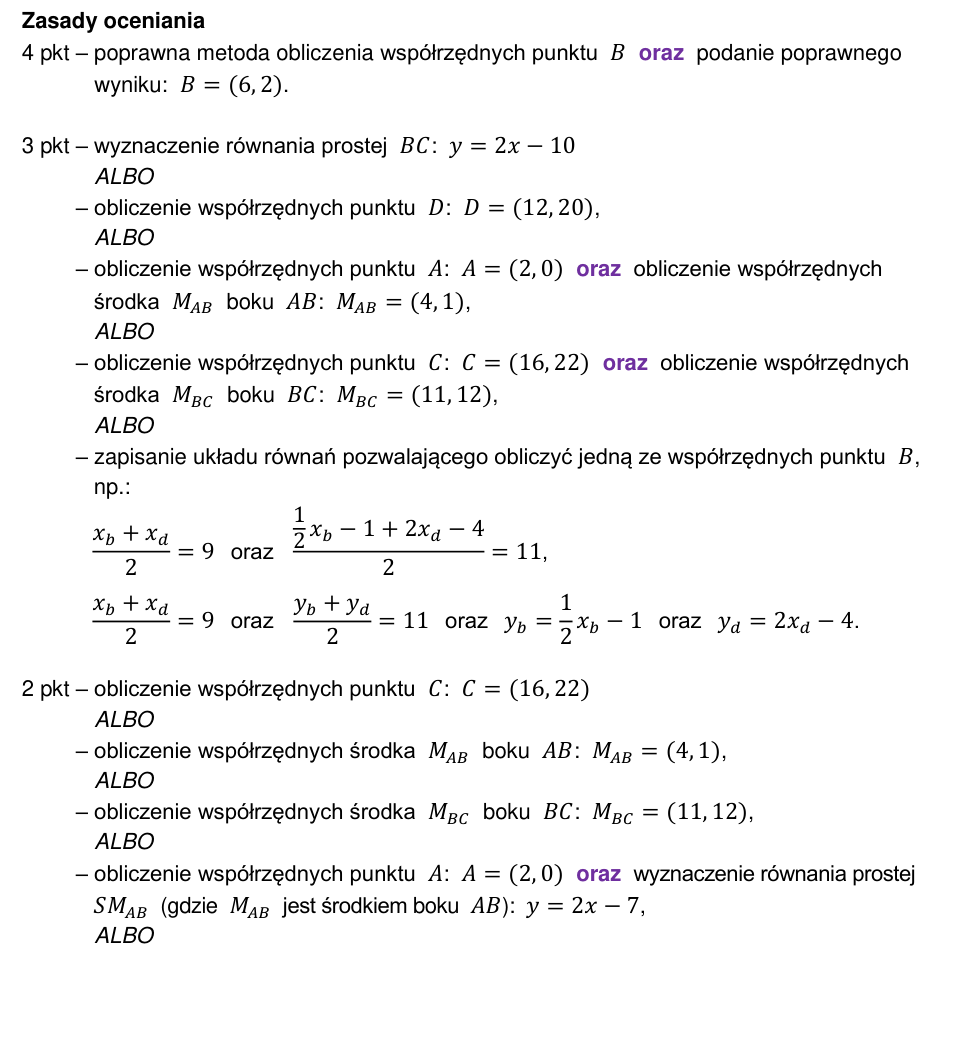 Zasady oceniania
4 pkt – poprawna metoda obliczenia współrzędnych punktu B oraz podanie poprawnego
wyniku: B = (6, 2).
3 pkt – wyznaczenie równania prostej BC: y = 2x − 10
ALBO
– obliczenie współrzędnych punktu D: D = (12, 20),
ALBO
– obliczenie współrzędnych punktu A: A = (2, 0) oraz obliczenie współrzędnych
środka M_AB boku AB: M_AB = (4, 1),
ALBO
– obliczenie współrzędnych punktu C: C = (16, 22) oraz obliczenie współrzędnych
środka M_BC boku BC: M_BC = (11, 12),
ALBO
– zapisanie układu równań pozwalającego obliczyć jedną ze współrzędnych punktu B,
np.:
(x_b + x_d)/2 = 9 oraz (1/2 x_b − 1 + 2x_d − 4)/2 = 11,
(x_b + x_d)/2 = 9 oraz (y_b + y_d)/2 = 11 oraz y_b = 1/2 x_b − 1 oraz y_d = 2x_d − 4.
2 pkt – obliczenie współrzędnych punktu C: C = (16, 22)
ALBO
– obliczenie współrzędnych środka M_AB boku AB: M_AB = (4, 1),
ALBO
– obliczenie współrzędnych środka M_BC boku BC: M_BC = (11, 12),
ALBO
– obliczenie współrzędnych punktu A: A = (2, 0) oraz wyznaczenie równania prostej
SM_AB (gdzie M_AB jest środkiem boku AB): y = 2x − 7,
ALBO